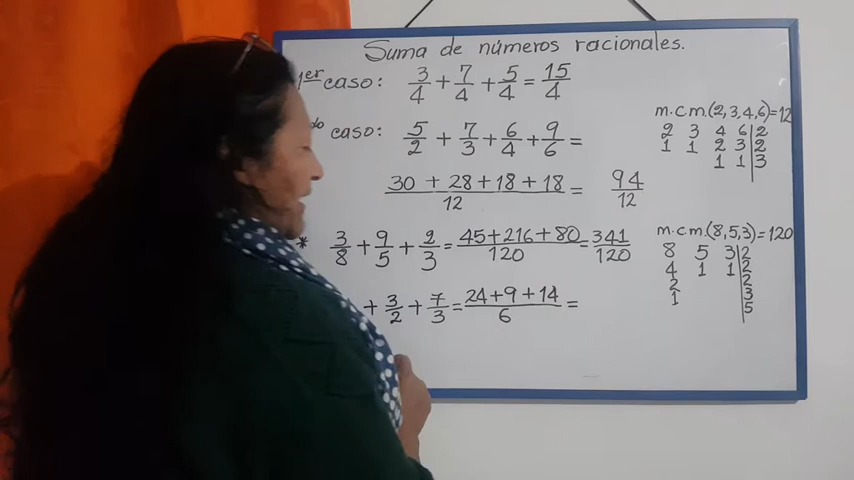 Suma de números racionales.
1er caso: 3/4 + 7/4 + 5/4 = 15/4
do caso: 5/2 + 7/3 + 6/4 + 9/6 =
30 + 28 + 18 + 18 / 12 = 94/12
* 3/8 + 9/5 + 2/3 = 45+216+80/120 = 341/120
+ 3/2 + 7/3 = 24+9+14/6 =
m.c.m.(2,3,4,6)=12
2 3 4 6|2
1 1 2 3|2
1 1|3
m.c.m.(8,5,3)=120
8 5 3|2
4 1 1|2
2 |2
1 |3
|5